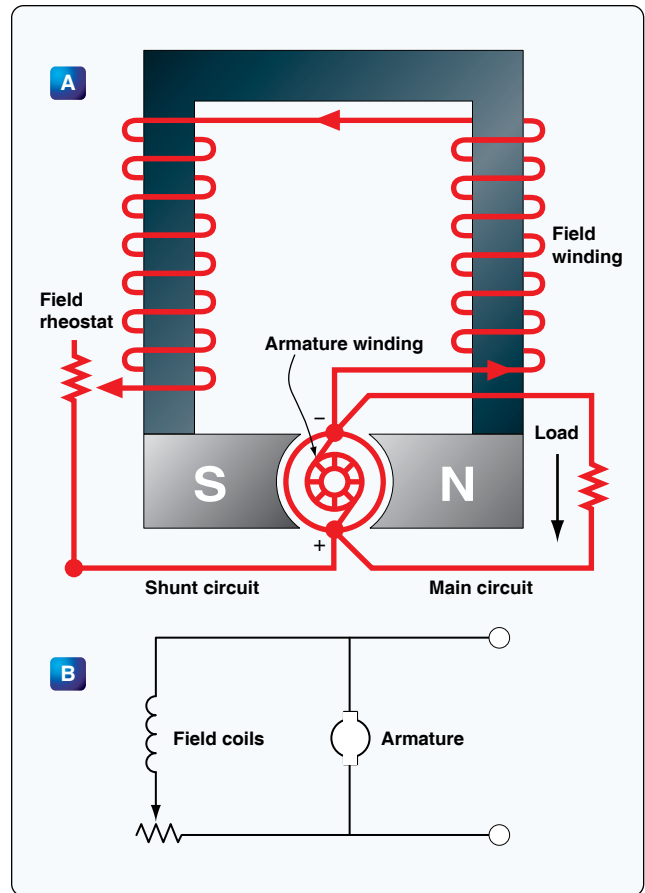 A
Field
winding
Field
rheostat
Armature winding
−
Load
S
N
+
Shunt circuit
Main circuit
B
Field coils
Armature